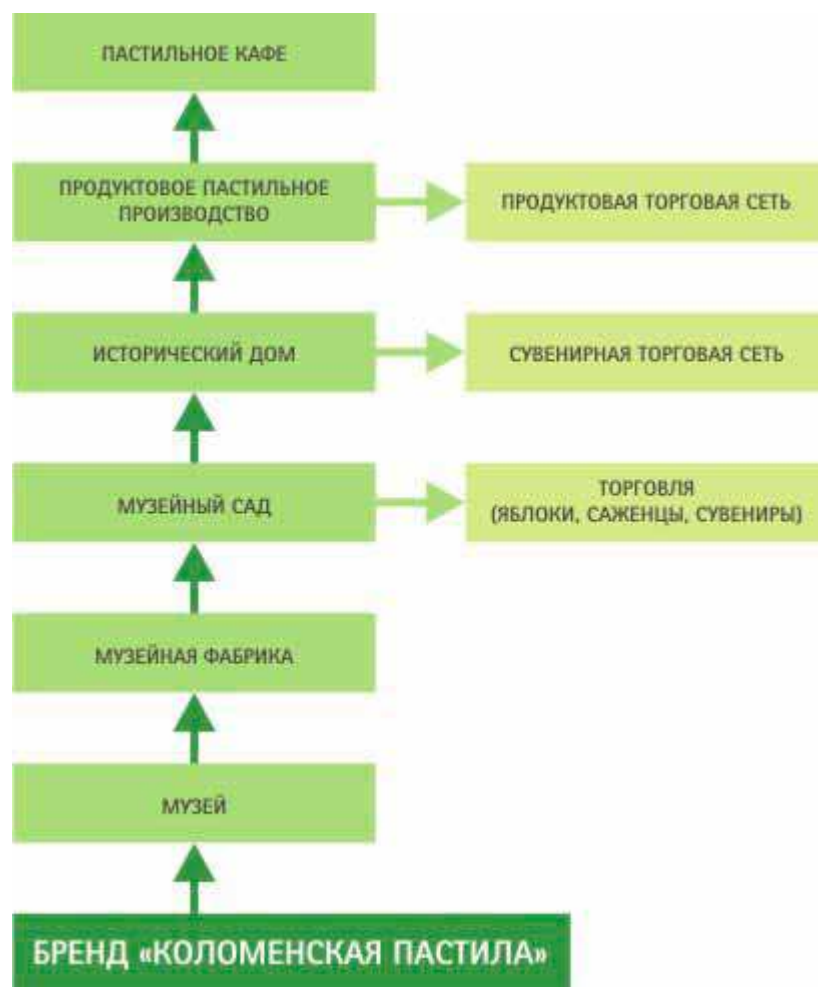 ПАСТИЛЬНОЕ КАФЕ
ПРОДУКТОВОЕ ПАСТИЛЬНОЕ
ПРОИЗВОДСТВО
ПРОДУКТОВАЯ ТОРГОВАЯ СЕТЬ
ИСТОРИЧЕСКИЙ ДОМ
СУВЕНИРНАЯ ТОРГОВАЯ СЕТЬ
МУЗЕЙНЫЙ САД
ТОРГОВЛЯ
(ЯБЛОКИ, САЖЕНЦЫ, СУВЕНИРЫ)
МУЗЕЙНАЯ ФАБРИКА
МУЗЕЙ
БРЕНД «КОЛОМЕНСКАЯ ПАСТИЛА»